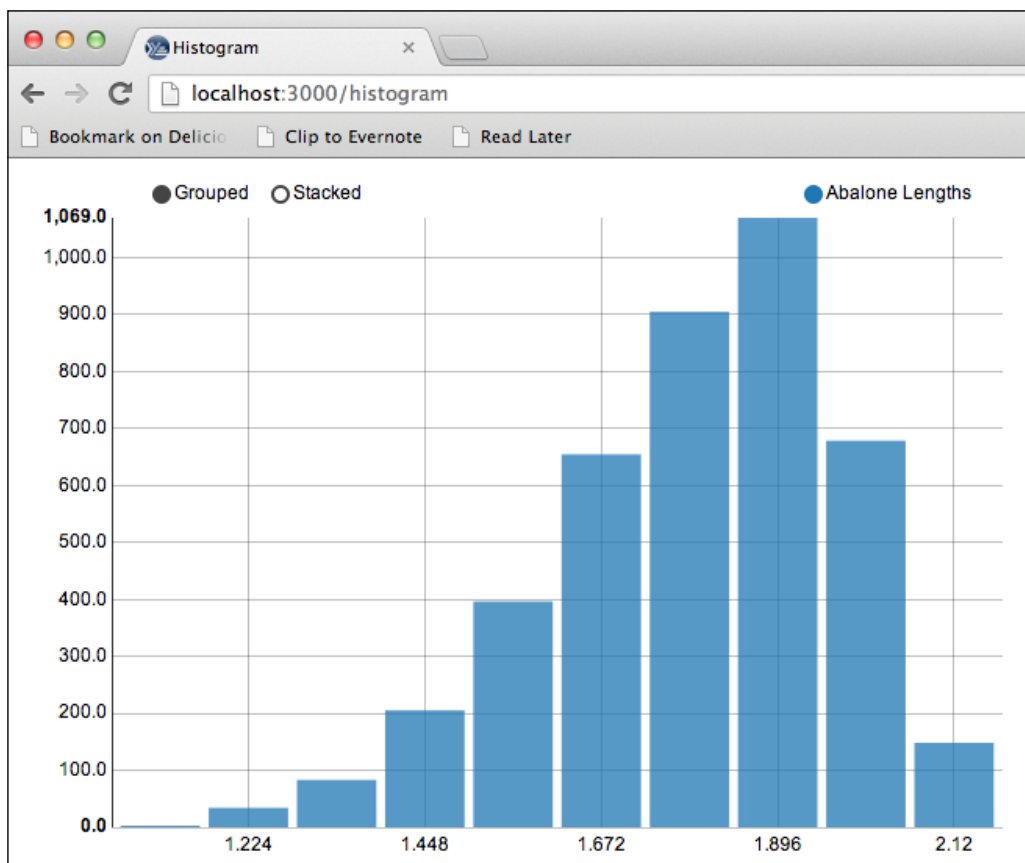 Histogram
localhost:3000/histogram
Bookmark on Delicio
Clip to Evernote
Read Later
Grouped
Stacked
Abalone Lengths
1,069.0
1,000.0
900.0
800.0
700.0
600.0
500.0
400.0
300.0
200.0
100.0
0.0
1.224
1.448
1.672
1.896
2.12